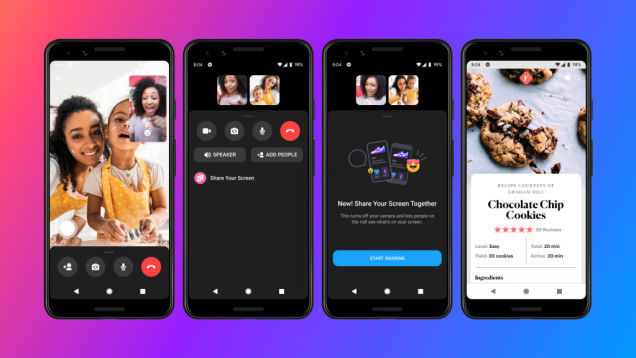 8:04
98%
SPEAKER
ADD PEOPLE
Share Your Screen
8:04
98%
New! Share Your Screen Together
This turns off your camera and lets people on
the call see what's on your screen.
START SHARING
8:04
98%
RECIPE COURTESY OF
GRAHAM HILL
Chocolate Chip
Cookies
50 Reviews
Level: Easy
Total: 20 min
Yield: 20 cookies
Active: 20 min
Ingredients